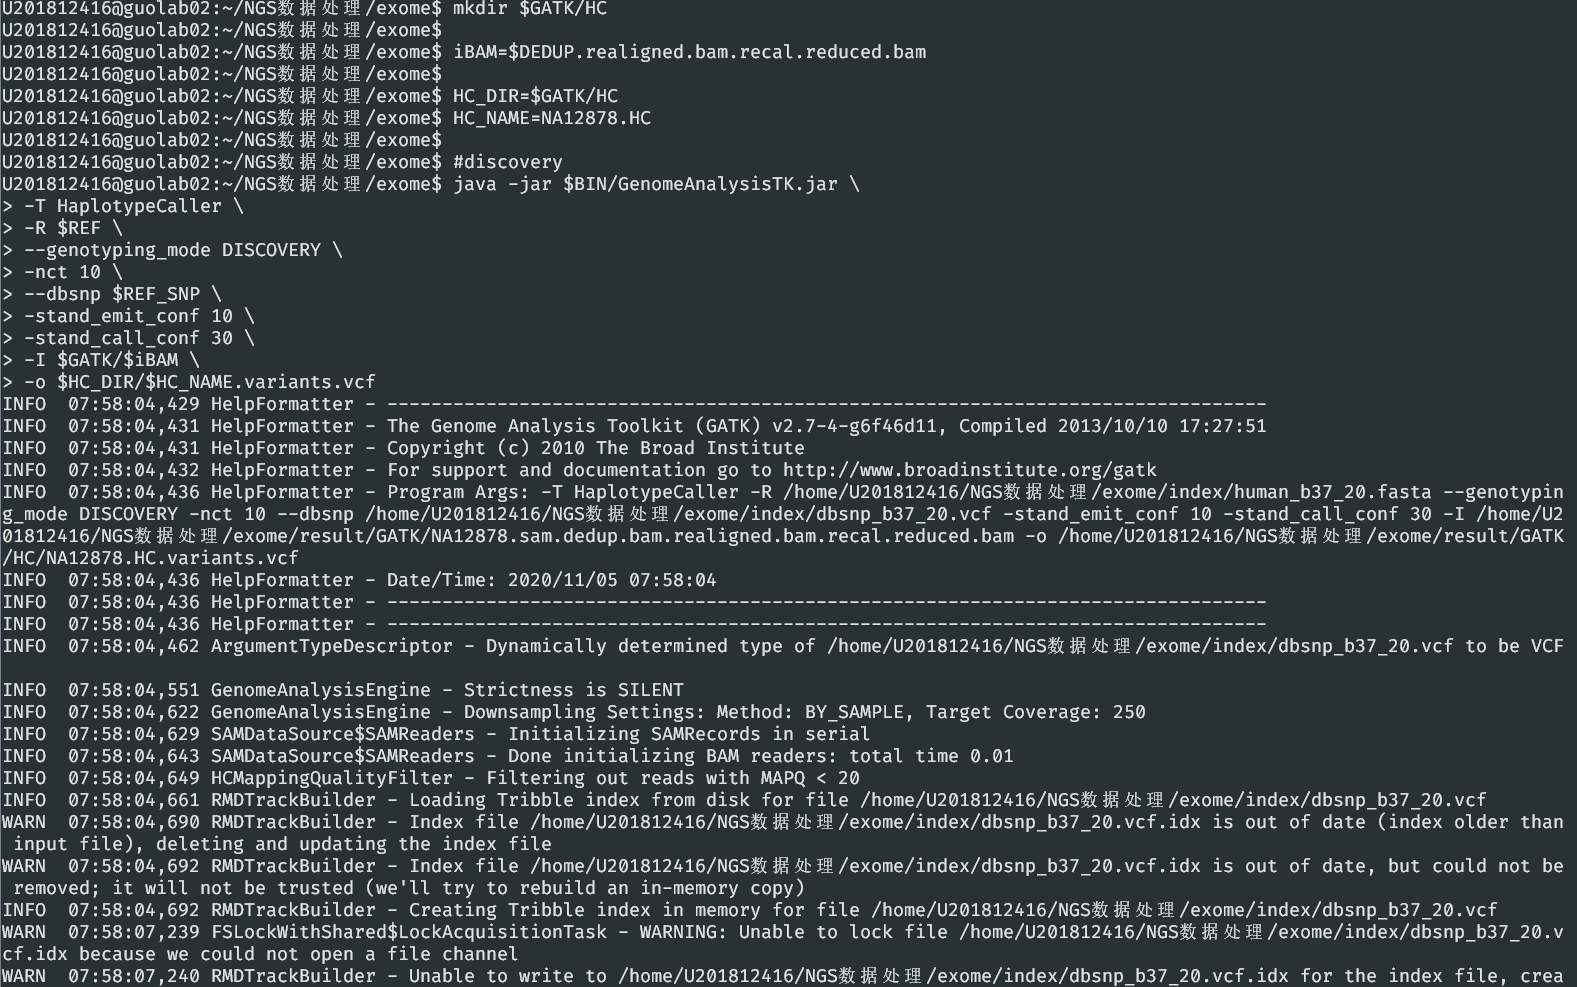 U201812416@guolab02:~/NGS数据处理/exome$ mkdir $GATK/HC
U201812416@guolab02:~/NGS数据处理/exome$
U201812416@guolab02:~/NGS数据处理/exome$ iBAM=$DEDUP.realigned.bam.recal.reduced.bam
U201812416@guolab02:~/NGS数据处理/exome$
U201812416@guolab02:~/NGS数据处理/exome$ HC_DIR=$GATK/HC
U201812416@guolab02:~/NGS数据处理/exome$ HC_NAME=NA12878.HC
U201812416@guolab02:~/NGS数据处理/exome$
U201812416@guolab02:~/NGS数据处理/exome$ #discovery
U201812416@guolab02:~/NGS数据处理/exome$ java -jar $BIN/GenomeAnalysisTK.jar \
> -T HaplotypeCaller \
> -R $REF \
> --genotyping_mode DISCOVERY \
> -nct 10 \
> --dbsnp $REF_SNP \
> -stand_emit_conf 10 \
> -stand_call_conf 30 \
> -I $GATK/$iBAM \
> -o $HC_DIR/$HC_NAME.variants.vcf
INFO  07:58:04,429 HelpFormatter - --------------------------------------------------------------------------------
INFO  07:58:04,431 HelpFormatter - The Genome Analysis Toolkit (GATK) v2.7-4-g6f46d11, Compiled 2013/10/10 17:27:51
INFO  07:58:04,431 HelpFormatter - Copyright (c) 2010 The Broad Institute
INFO  07:58:04,432 HelpFormatter - For support and documentation go to http://www.broadinstitute.org/gatk
INFO  07:58:04,436 HelpFormatter - Program Args: -T HaplotypeCaller -R /home/U201812416/NGS数据处理/exome/index/human_b37_20.fasta --genotypin
g_mode DISCOVERY -nct 10 --dbsnp /home/U201812416/NGS数据处理/exome/index/dbsnp_b37_20.vcf -stand_emit_conf 10 -stand_call_conf 30 -I /home/U2
01812416/NGS数据处理/exome/result/GATK/NA12878.sam.dedup.bam.realigned.bam.recal.reduced.bam -o /home/U201812416/NGS数据处理/exome/result/GATK
/HC/NA12878.HC.variants.vcf
INFO  07:58:04,436 HelpFormatter - Date/Time: 2020/11/05 07:58:04
INFO  07:58:04,436 HelpFormatter - --------------------------------------------------------------------------------
INFO  07:58:04,436 HelpFormatter - --------------------------------------------------------------------------------
INFO  07:58:04,462 ArgumentTypeDescriptor - Dynamically determined type of /home/U201812416/NGS数据处理/exome/index/dbsnp_b37_20.vcf to be VCF
INFO  07:58:04,551 GenomeAnalysisEngine - Strictness is SILENT
INFO  07:58:04,622 GenomeAnalysisEngine - Downsampling Settings: Method: BY_SAMPLE, Target Coverage: 250
INFO  07:58:04,629 SAMDataSource$SAMReaders - Initializing SAMRecords in serial
INFO  07:58:04,643 SAMDataSource$SAMReaders - Done initializing BAM readers: total time 0.01
INFO  07:58:04,649 HCMappingQualityFilter - Filtering out reads with MAPQ < 20
INFO  07:58:04,661 RMDTrackBuilder - Loading Tribble index from disk for file /home/U201812416/NGS数据处理/exome/index/dbsnp_b37_20.vcf
WARN  07:58:04,690 RMDTrackBuilder - Index file /home/U201812416/NGS数据处理/exome/index/dbsnp_b37_20.vcf.idx is out of date (index older than
input file), deleting and updating the index file
WARN  07:58:04,692 RMDTrackBuilder - Index file /home/U201812416/NGS数据处理/exome/index/dbsnp_b37_20.vcf.idx is out of date, but could not be
removed; it will not be trusted (we'll try to rebuild an in-memory copy)
INFO  07:58:04,692 RMDTrackBuilder - Creating Tribble index in memory for file /home/U201812416/NGS数据处理/exome/index/dbsnp_b37_20.vcf
WARN  07:58:07,239 FSLockWithShared$LockAcquisitionTask - WARNING: Unable to lock file /home/U201812416/NGS数据处理/exome/index/dbsnp_b37_20.v
cf.idx because we could not open a file channel
WARN  07:58:07,240 RMDTrackBuilder - Unable to write to /home/U201812416/NGS数据处理/exome/index/dbsnp_b37_20.vcf.idx for the index file, crea